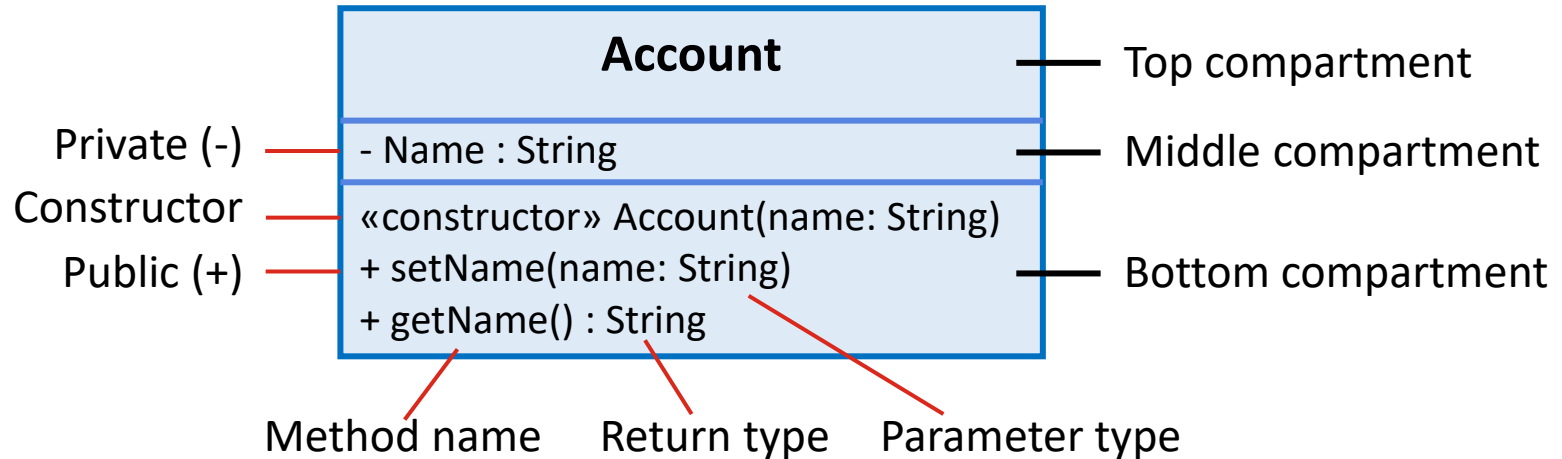 Account
Top compartment
Private (-)
- Name : String
Middle compartment
Constructor
«constructor» Account(name: String)
Public (+)
+ setName(name: String)
Bottom compartment
+ getName() : String
Method name
Return type
Parameter type